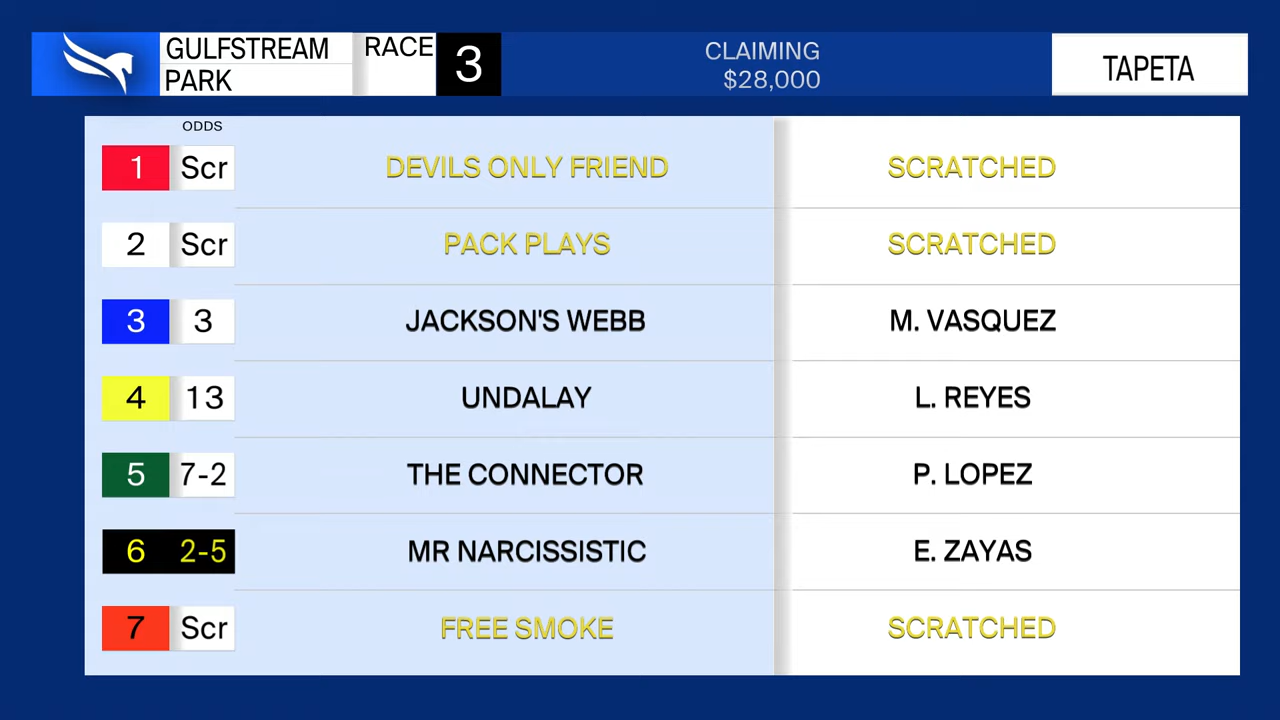 GULFSTREAM
PARK
RACE 3
CLAIMING
$28,000
TAPETA
ODDS
1 Scr DEVILS ONLY FRIEND SCRATCHED
2 Scr PACK PLAYS SCRATCHED
3 3 JACKSON'S WEBB M. VASQUEZ
4 13 UNDALAY L. REYES
5 7-2 THE CONNECTOR P. LOPEZ
6 2-5 MR NARCISSISTIC E. ZAYAS
7 Scr FREE SMOKE SCRATCHED